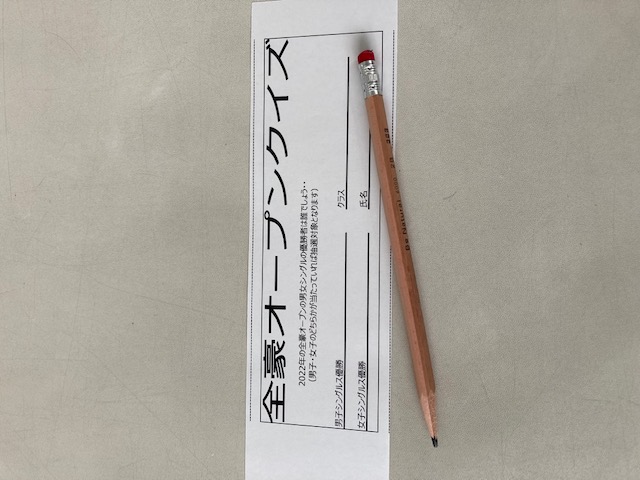 全豪オープンクイズ
2022年の全豪オープンの男女シングルの優勝者は誰でしょう・・
(男子・女子のどちらかが当たっていれば抽選対象となります)
男子シングルス優勝 クラス
女子シングルス優勝 氏名
Natural